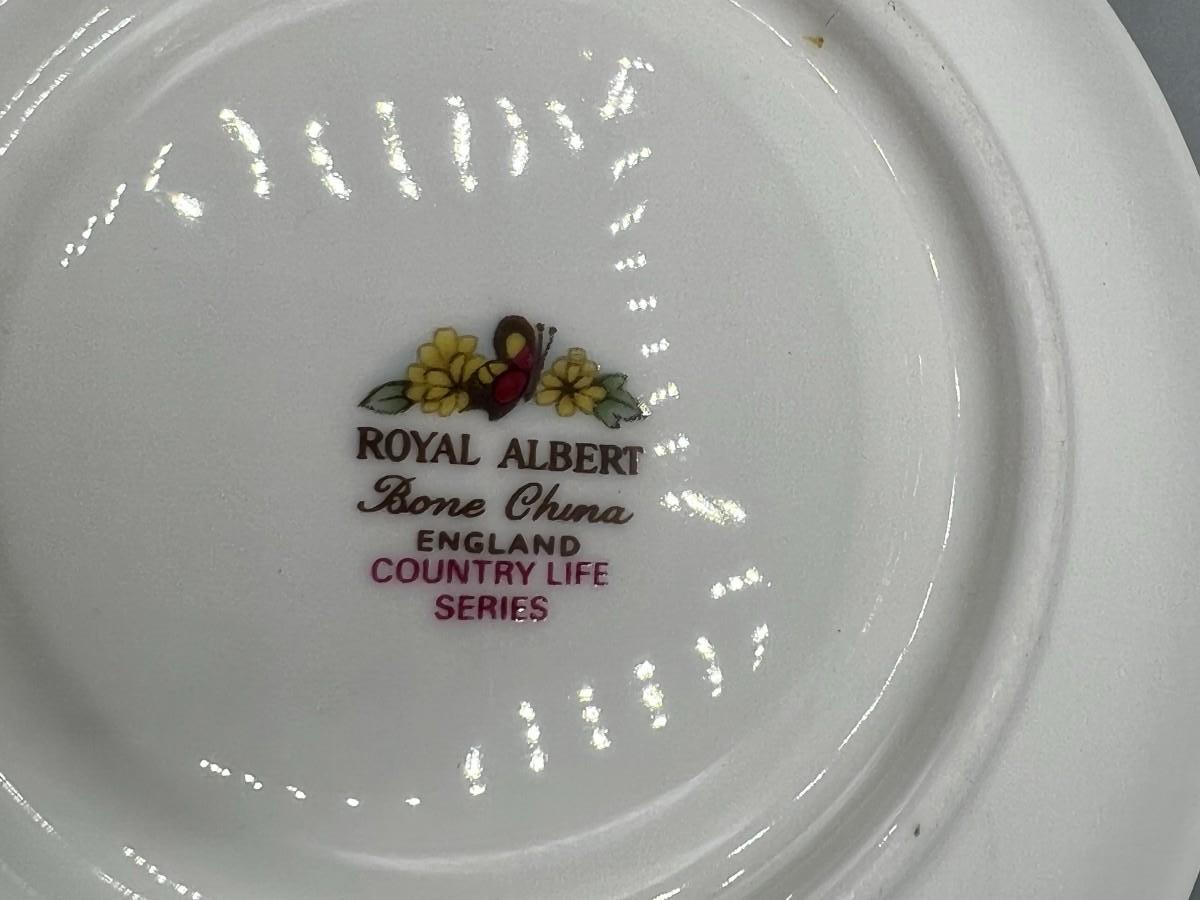 ROYAL ALBERT
Bone China
ENGLAND
COUNTRY LIFE
SERIES